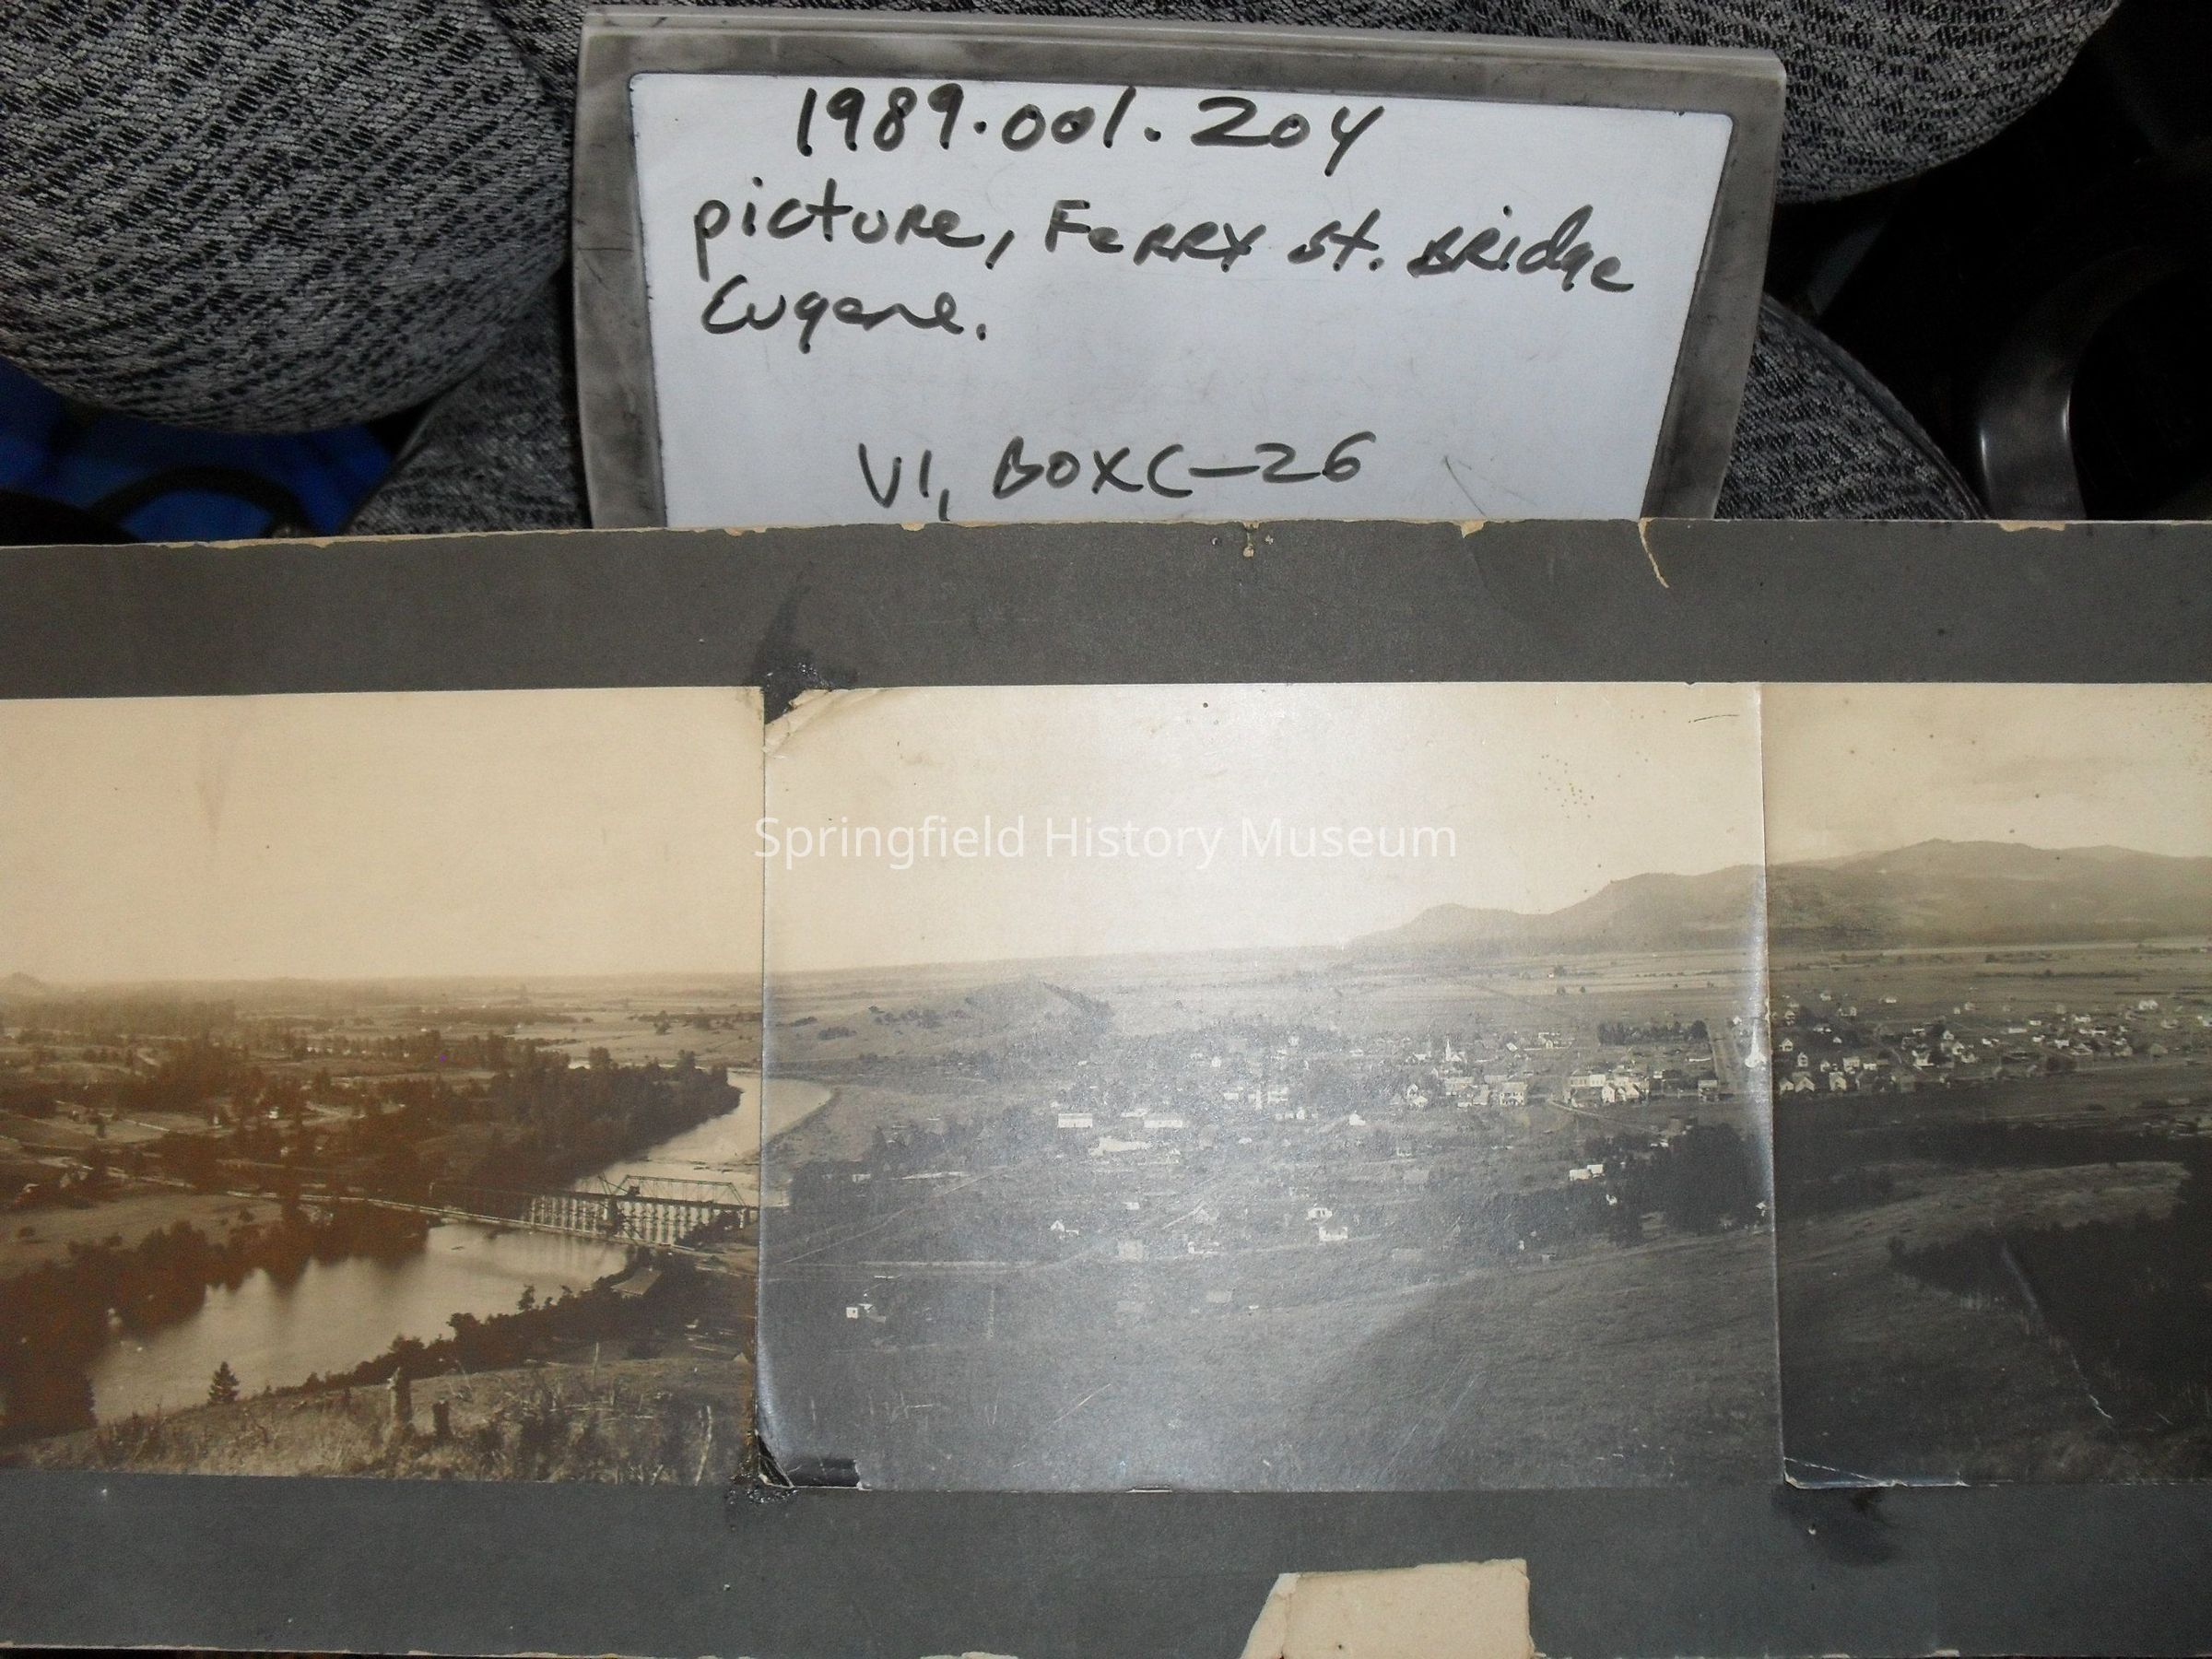 1989.001.204
picture, Ferry St. Bridge
Eugene.
V1, BOXC-26
Springfield History Museum